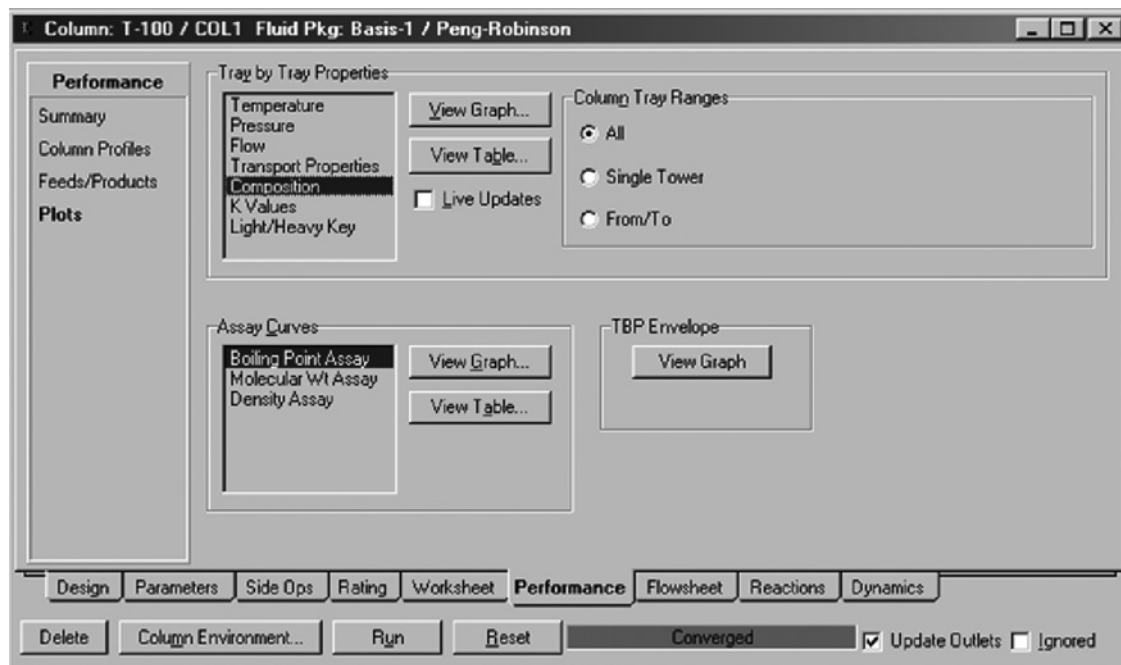 Column: T-100 / COL1 Fluid Pkg: Basis-1 / Peng-Robinson
Performance
Summary
Column Profiles
Feeds/Products
Plots
Tray by Tray Properties
Temperature
Pressure
Flow
Transport Properties
Composition
K Values
Light/Heavy Key
View Graph...
View Table...
Live Updates
Column Tray Ranges
All
Single Tower
From/To
Assay Curves
Boiling Point Assay
Molecular Wt Assay
Density Assay
View Graph...
View Table...
TBP Envelope
View Graph
Design Parameters Side Ops Rating Worksheet Performance Flowsheet Reactions Dynamics
Delete Column Environment... Run Reset Converged Update Outlets Ignored